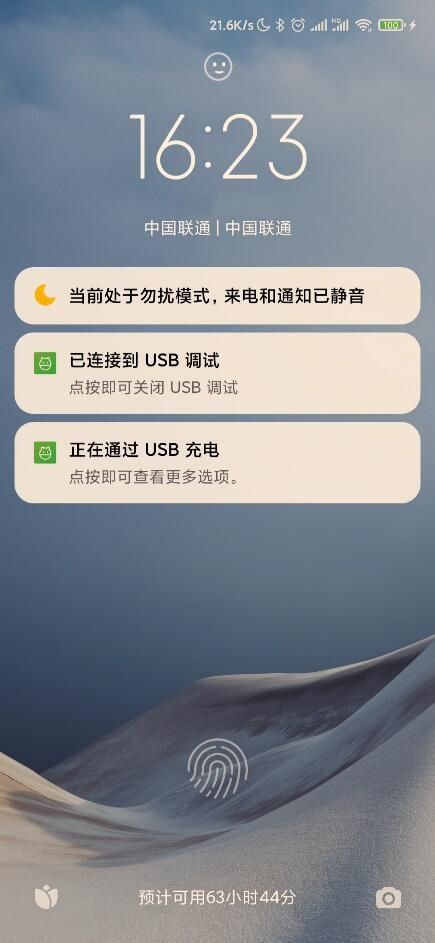 21.6K/s
HD
100
16:23
中国联通 | 中国联通
当前处于勿扰模式，来电和通知已静音
已连接到 USB 调试
点按即可关闭 USB 调试
正在通过 USB 充电
点按即可查看更多选项。
预计可用63小时44分